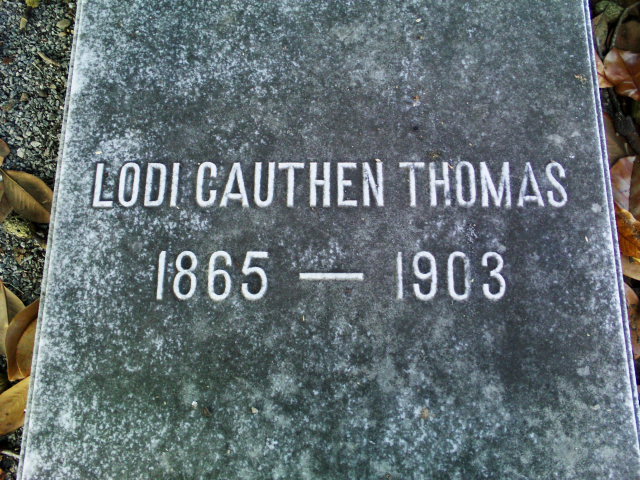 LODI CAUTHEN THOMAS
1865 — 1903